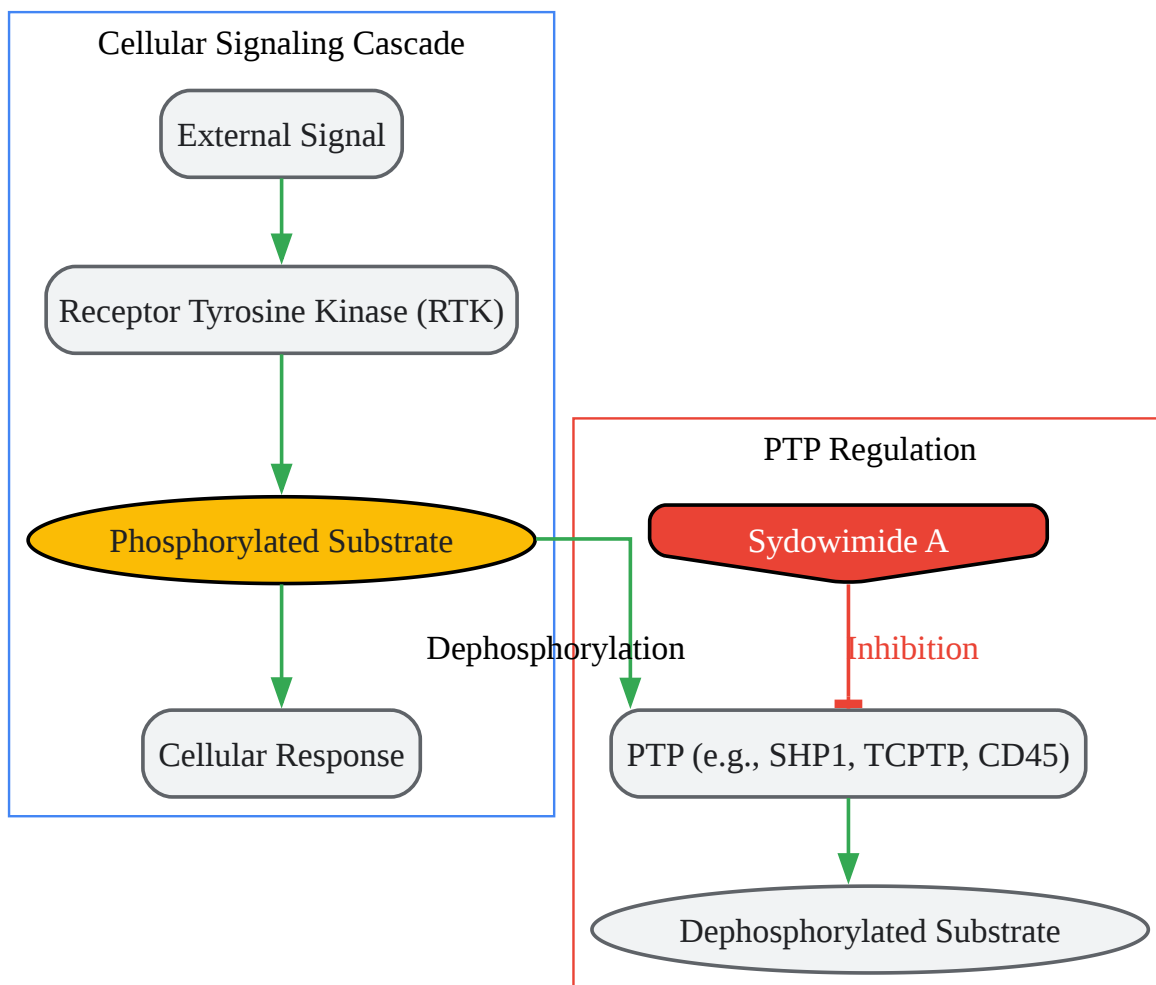 Cellular Signaling Cascade
External Signal
Receptor Tyrosine Kinase (RTK)
PTP Regulation
Phosphorylated Substrate
Sydowimide A
Dephosphorylation
Inhibition
Cellular Response
PTP (e.g., SHP1, TCPTP, CD45)
Dephosphorylated Substrate